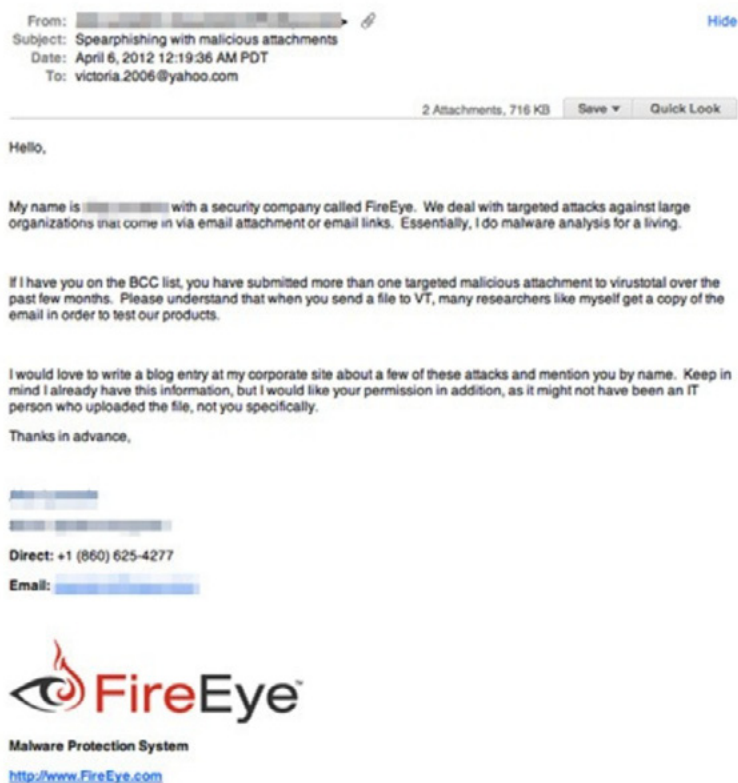 From:
Hide
Subject: Spearphishing with malicious attachments
Date: April 6, 2012 12:19:36 AM PDT
To: victoria.2006@yahoo.com
2 Attachments, 716 KB Save ▾ Quick Look
Hello,
My name is with a security company called FireEye. We deal with targeted attacks against large
organizations that come in via email attachment or email links. Essentially, I do malware analysis for a living.
If I have you on the BCC list, you have submitted more than one targeted malicious attachment to virustotal over the
past few months. Please understand that when you send a file to VT, many researchers like myself get a copy of the
email in order to test our products.
I would love to write a blog entry at my corporate site about a few of these attacks and mention you by name. Keep in
mind I already have this information, but I would like your permission in addition, as it might not have been an IT
person who uploaded the file, not you specifically.
Thanks in advance,
Direct: +1 (860) 625-4277
Email:
FireEye™
Malware Protection System
http://www.FireEye.com